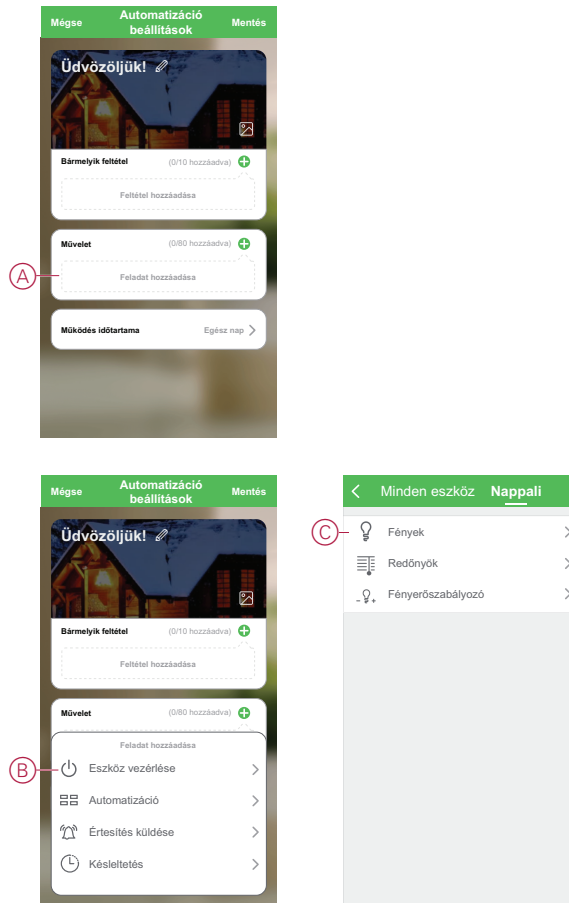 Mégse Automatizáció beállítások Mentés
Üdvözöljük!
Bármelyik feltétel (0/10 hozzáadva)
Feltétel hozzáadása
Művelet (0/80 hozzáadva)
A
Feladat hozzáadása
Működés időtartama Egész nap
Mégse Automatizáció beállítások Mentés
Üdvözöljük!
Bármelyik feltétel (0/10 hozzáadva)
Feltétel hozzáadása
Művelet (0/80 hozzáadva)
Feladat hozzáadása
B Eszköz vezérlése
Automatizáció
Értesítés küldése
Késleltetés
Minden eszköz Nappali
C Fények
Redőnyök
Fényerőszabályozó